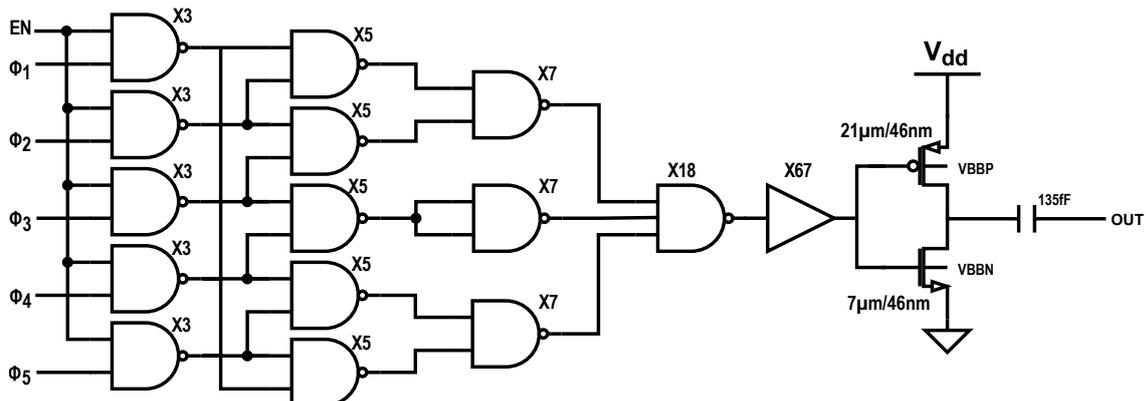 EN
Φ1
Φ2
Φ3
Φ4
Φ5
X3
X3
X3
X3
X3
X5
X5
X5
X5
X5
X7
X7
X7
X18
X67
Vdd
21µm/46nm
VBBP
135fF
OUT
VBBN
7µm/46nm